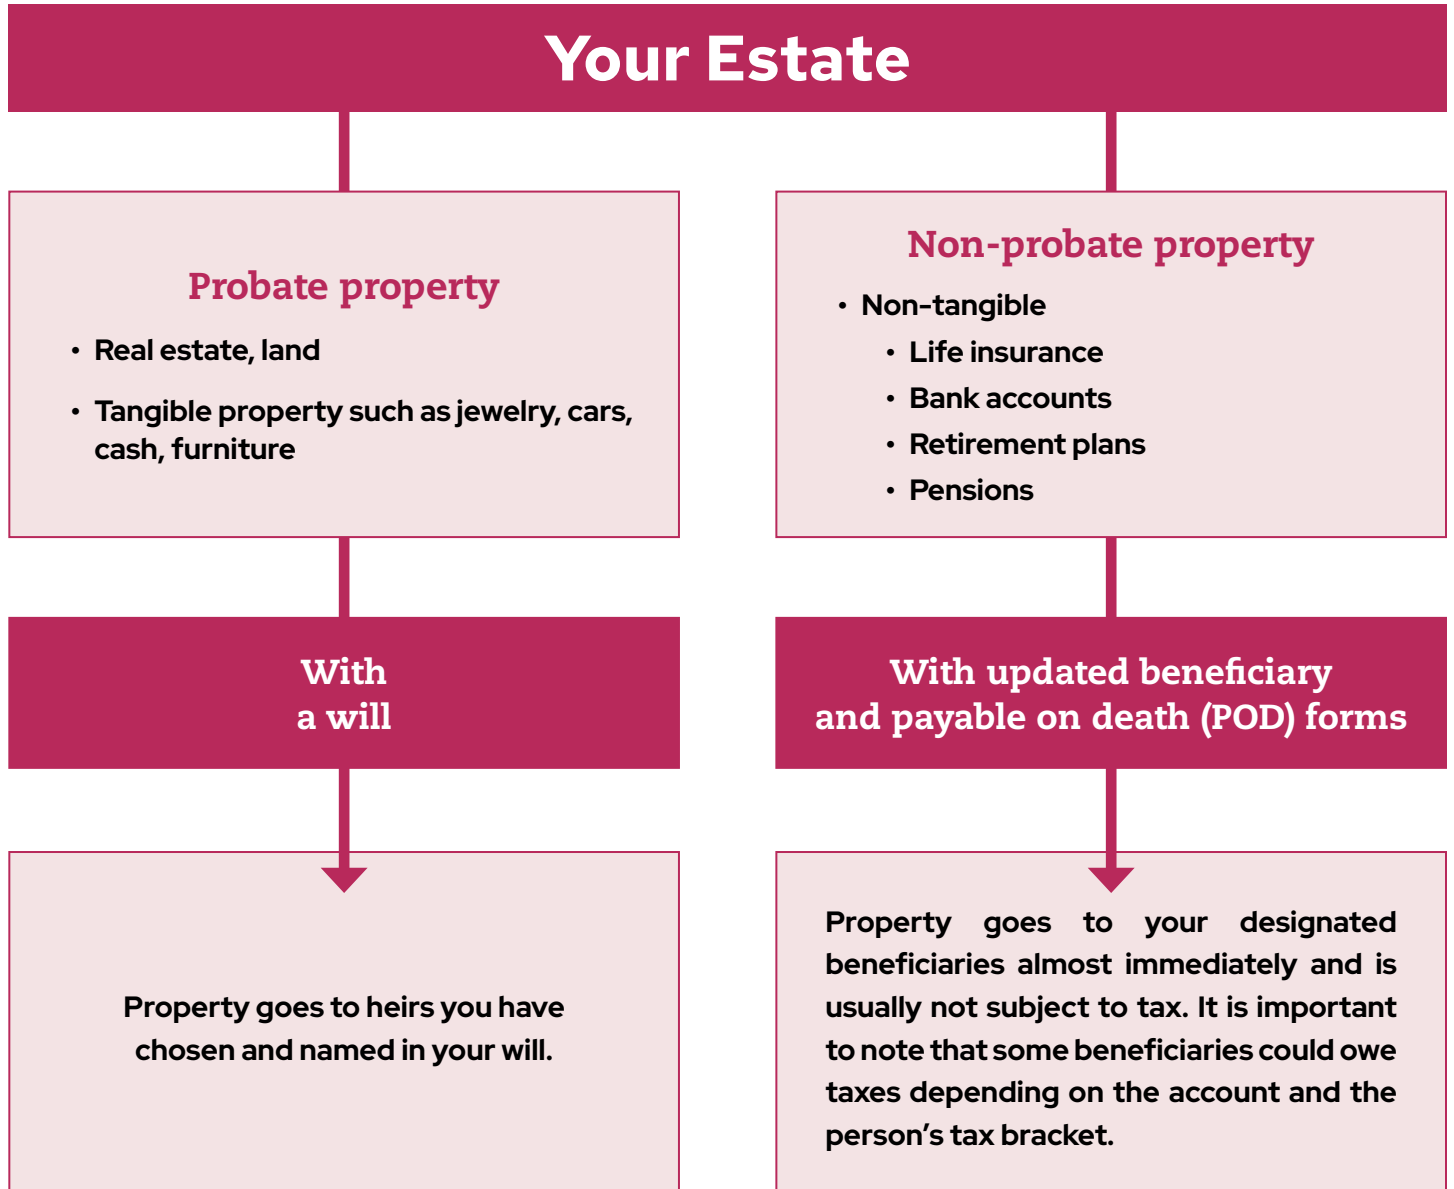 Your Estate
Probate property
• Real estate, land
• Tangible property such as jewelry, cars,
cash, furniture
Non-probate property
• Non-tangible
• Life insurance
• Bank accounts
• Retirement plans
• Pensions
With
a will
With updated beneficiary
and payable on death (POD) forms
Property goes to heirs you have
chosen and named in your will.
Property goes to your designated
beneficiaries almost immediately and is
usually not subject to tax. It is important
to note that some beneficiaries could owe
taxes depending on the account and the
person’s tax bracket.